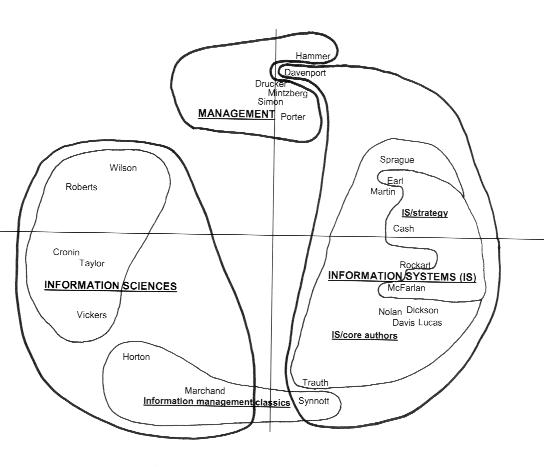 Hammer
Davenport
Drucker
Mintzberg
Simon
MANAGEMENT
Porter
Wilson
Roberts
Cronin
Taylor
INFORMATION SCIENCES
Vickers
Horton
Marchand
Information management classics
Sprague
Earl
Martin
IS/strategy
Cash
Rockart
INFORMATION SYSTEMS (IS)
McFarlan
Nolan Dickson
Davis Lucas
IS/core authors
Trauth
Synnott